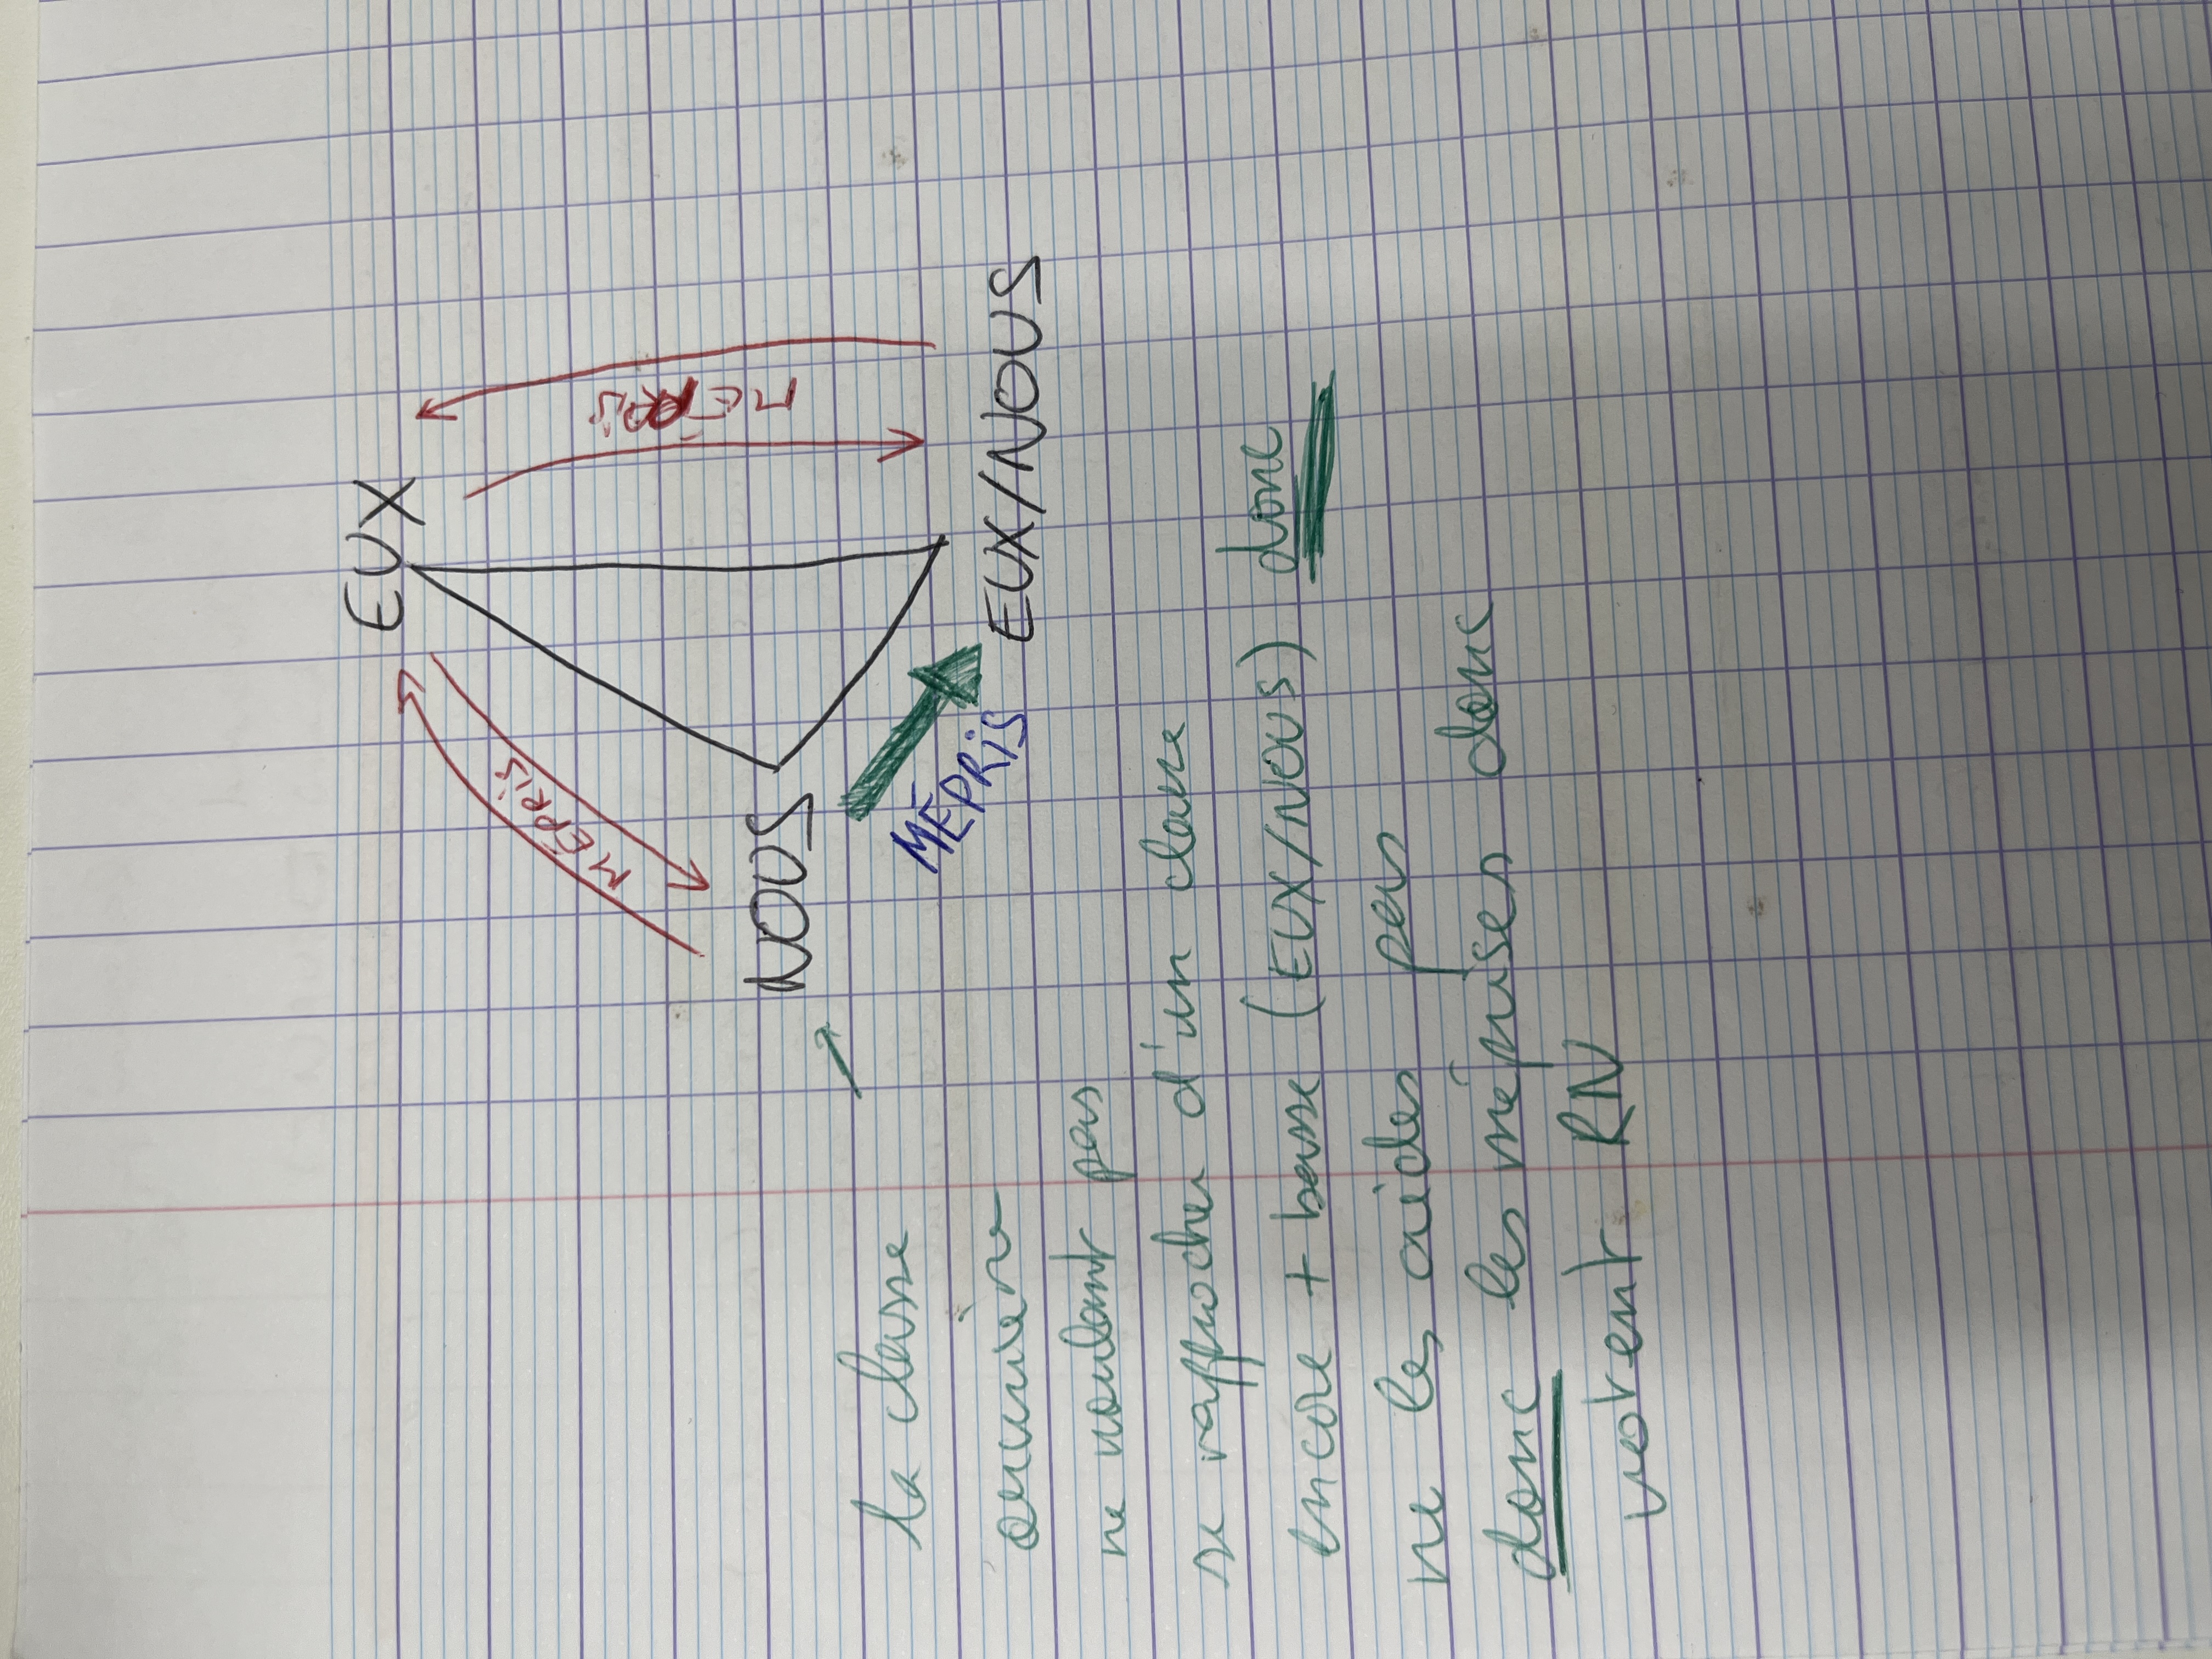 EUX
MÉPRIS
MÉPRIS
NOUS
MÉPRIS
EUX/NOUS
la classe
ouvrière
ne voulant pas
se rapprocher d'un classe
encore + basse (EUX/NOUS) donc
ne les aides pas
donc les méprises donc
votent RN